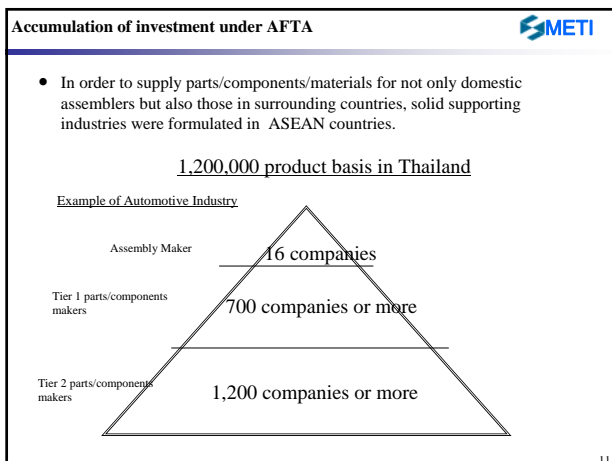 Accumulation of investment under AFTA
METI
• In order to supply parts/components/materials for not only domestic
assemblers but also those in surrounding countries, solid supporting
industries were formulated in ASEAN countries.
1,200,000 product basis in Thailand
Example of Automotive Industry
Assembly Maker
16 companies
Tier 1 parts/components
makers
700 companies or more
Tier 2 parts/components
makers
1,200 companies or more
11